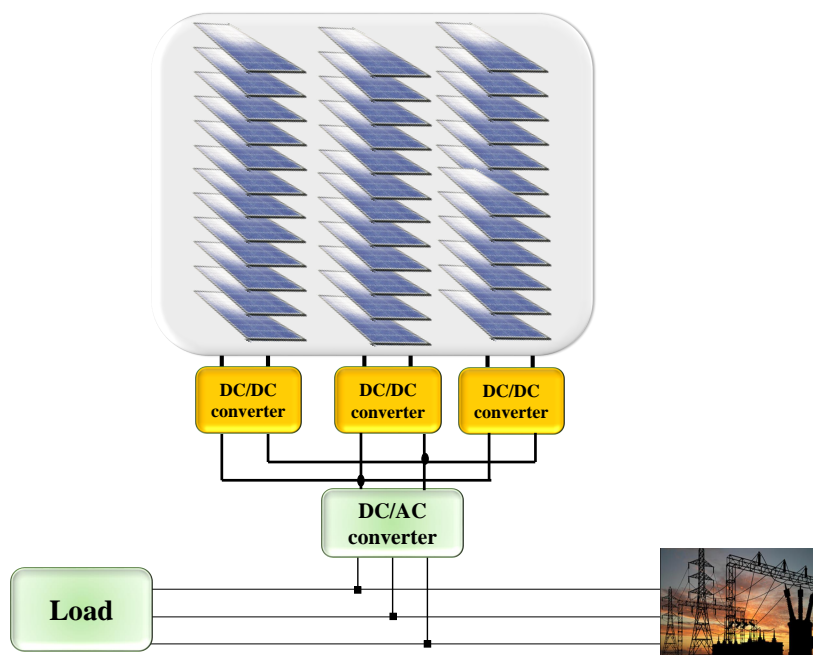 DC/DC
converter
DC/DC
converter
DC/DC
converter
DC/AC
converter
Load